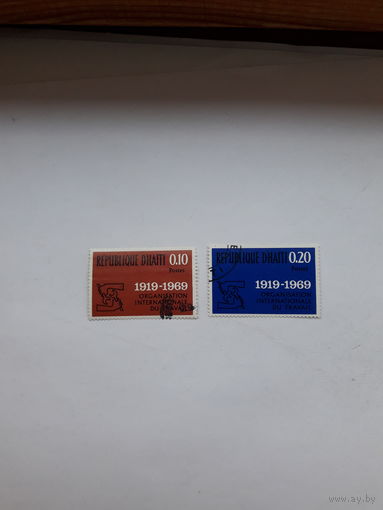 REPUBLIQUE D'HAITI 0.10
Postes
1919-1969
ORGANISATION
INTERNATIONALE
DU TRAVAIL
REPUBLIQUE D'HAITI 0.20
Postes
1919-1969
ORGANISATION
INTERNATIONALE
DU TRAVAIL
www.ay.by